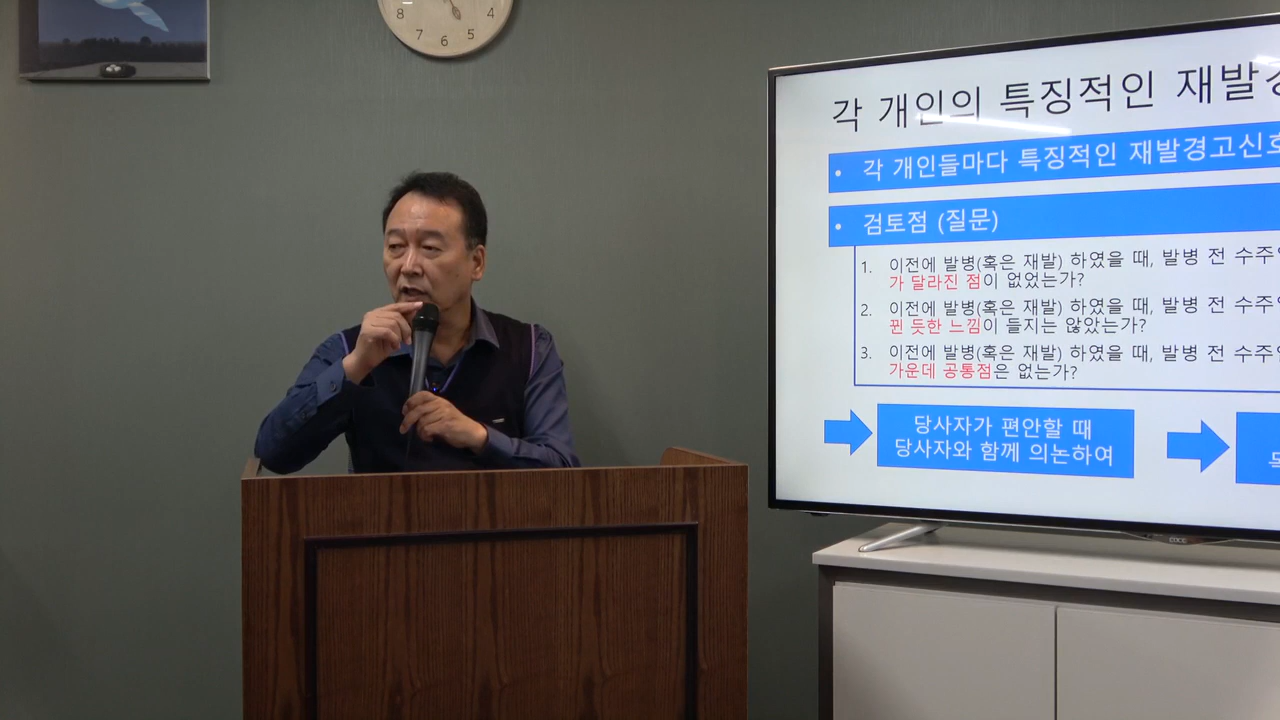 8 7 6 5 4
각 개인의 특징적인 재발
• 각 개인들마다 특징적인 재발경고신호
• 검토점 (질문)
1. 이전에 발병(혹은 재발) 하였을 때, 발병 전 수주
가 달라진 점이 없었는가?
2. 이전에 발병(혹은 재발) 하였을 때, 발병 전 수주
뀐 듯한 느낌이 들지는 않았는가?
3. 이전에 발병(혹은 재발) 하였을 때, 발병 전 수주
가운데 공통점은 없는가?
당사자가 편안할 때
당사자와 함께 의논하여